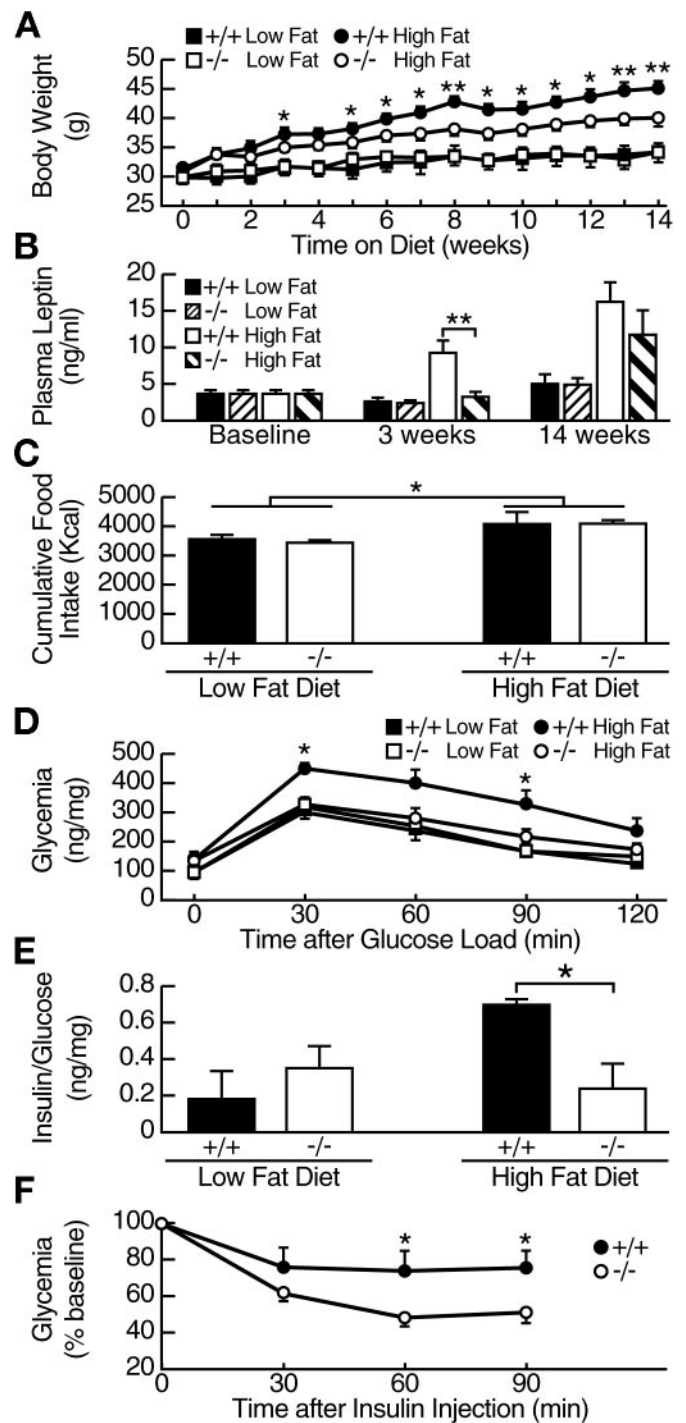 A
+/+ Low Fat +/+ High Fat
-/- Low Fat -/- High Fat
Body Weight
(g)
50
45
40
35
30
25
* * * * ** * * * * ** **
0 2 4 6 8 10 12 14
Time on Diet (weeks)
B
Plasma Leptin
(ng/ml)
20
15
10
5
0
+/+ Low Fat
-/- Low Fat
+/+ High Fat
-/- High Fat
**
Baseline 3 weeks 14 weeks
C
Cumulative Food
Intake (Kcal)
5000
4000
3000
2000
1000
0
*
+/+ -/- +/+ -/-
Low Fat Diet High Fat Diet
D
+/+ Low Fat +/+ High Fat
-/- Low Fat -/- High Fat
Glycemia
(ng/mg)
500
400
300
200
100
0
* *
0 30 60 90 120
Time after Glucose Load (min)
E
Insulin/Glucose
(ng/mg)
0.8
0.6
0.4
0.2
0
*
+/+ -/- +/+ -/-
Low Fat Diet High Fat Diet
F
Glycemia
(% baseline)
100
80
60
40
20
* *
+/+
-/-
0 30 60 90
Time after Insulin Injection (min)